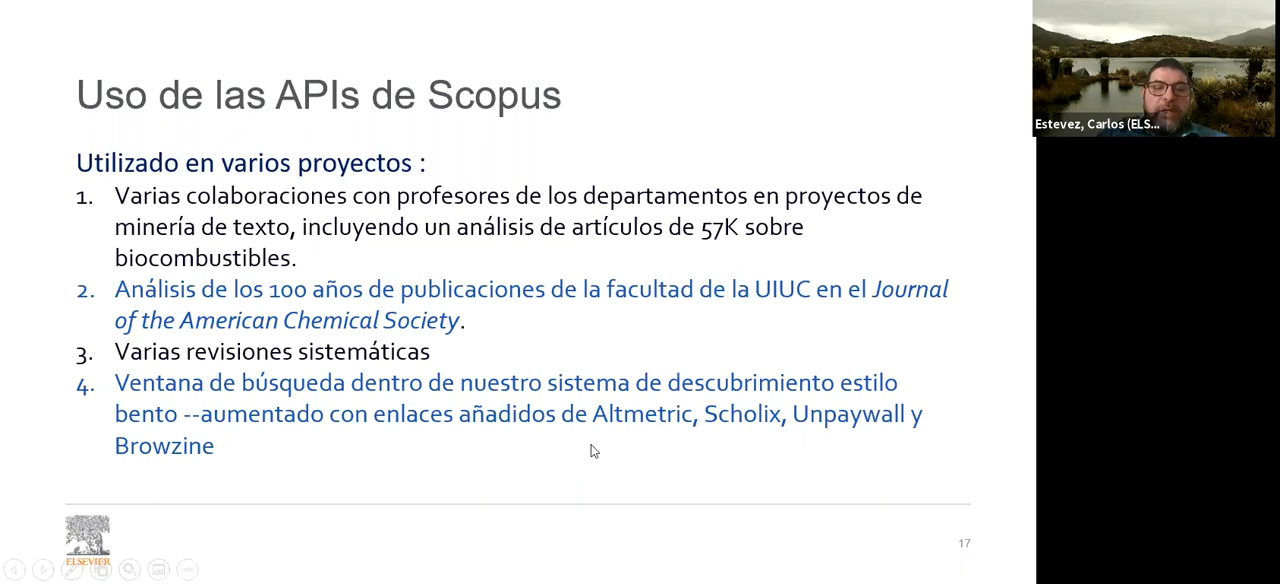 Uso de las APIs de Scopus
Estevez, Carlos (ELS...
Utilizado en varios proyectos :
1. Varias colaboraciones con profesores de los departamentos en proyectos de
minería de texto, incluyendo un análisis de artículos de 57K sobre
biocombustibles.
2. Análisis de los 100 años de publicaciones de la facultad de la UIUC en el Journal
of the American Chemical Society.
3. Varias revisiones sistemáticas
4. Ventana de búsqueda dentro de nuestro sistema de descubrimiento estilo
bento --aumentado con enlaces añadidos de Altmetric, Scholix, Unpaywall y
Browzine
17
ELSEVIER